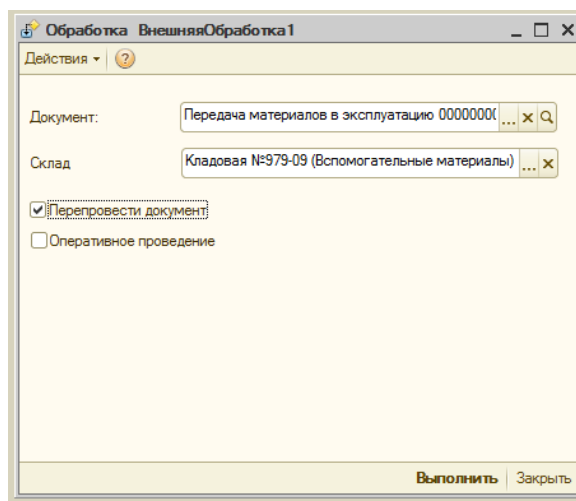 Обработка ВнешняяОбработка1
Действия
Документ: Передача материалов в эксплуатацию 00000000
Склад Кладовая №979-09 (Вспомогательные материалы)
Перепровести документ
Оперативное проведение
Выполнить Закрыть